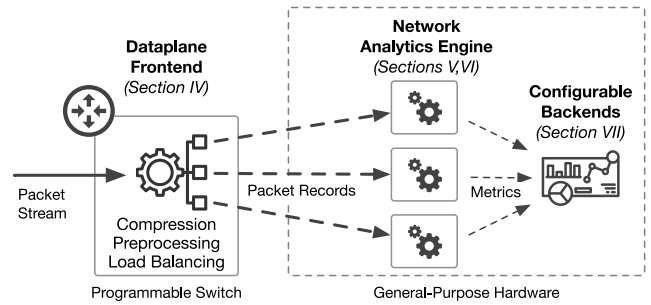 Dataplane
Frontend
(Section IV)
Network
Analytics Engine
(Sections V,VI)
Configurable
Backends
(Section VII)
Packet
Stream
Compression
Preprocessing
Load Balancing
Packet Records
Metrics
Programmable Switch
General-Purpose Hardware